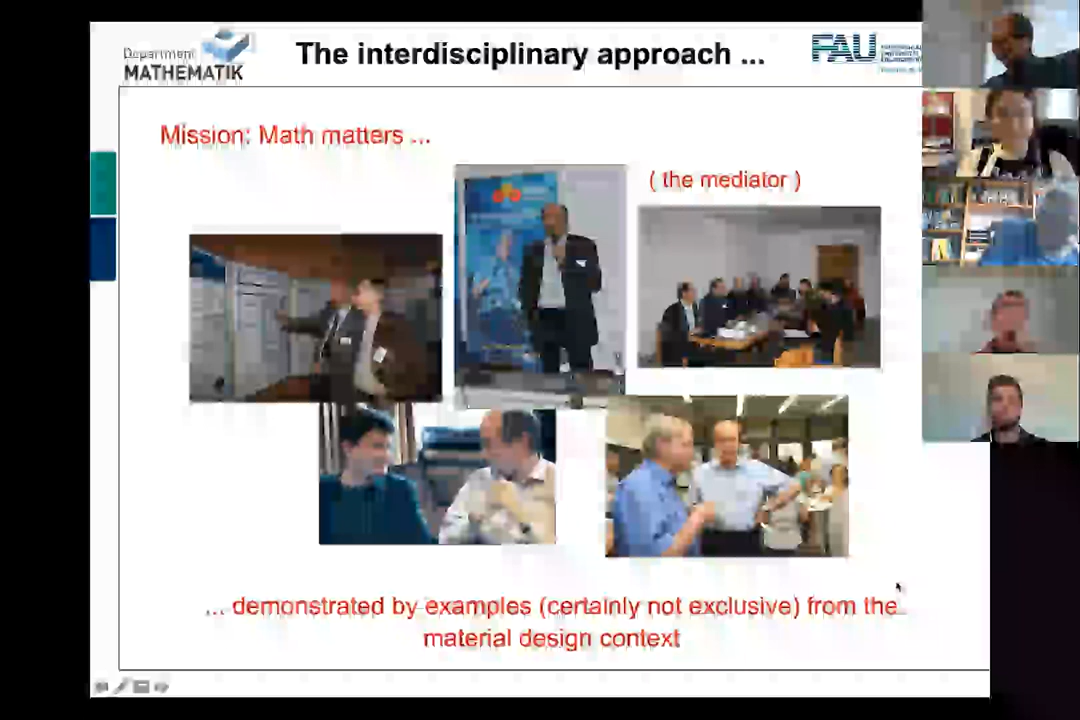 Department
MATHEMATIK
The interdisciplinary approach ...
FAU
Mission: Math matters ...
( the mediator )
... demonstrated by examples (certainly not exclusive) from the
material design context